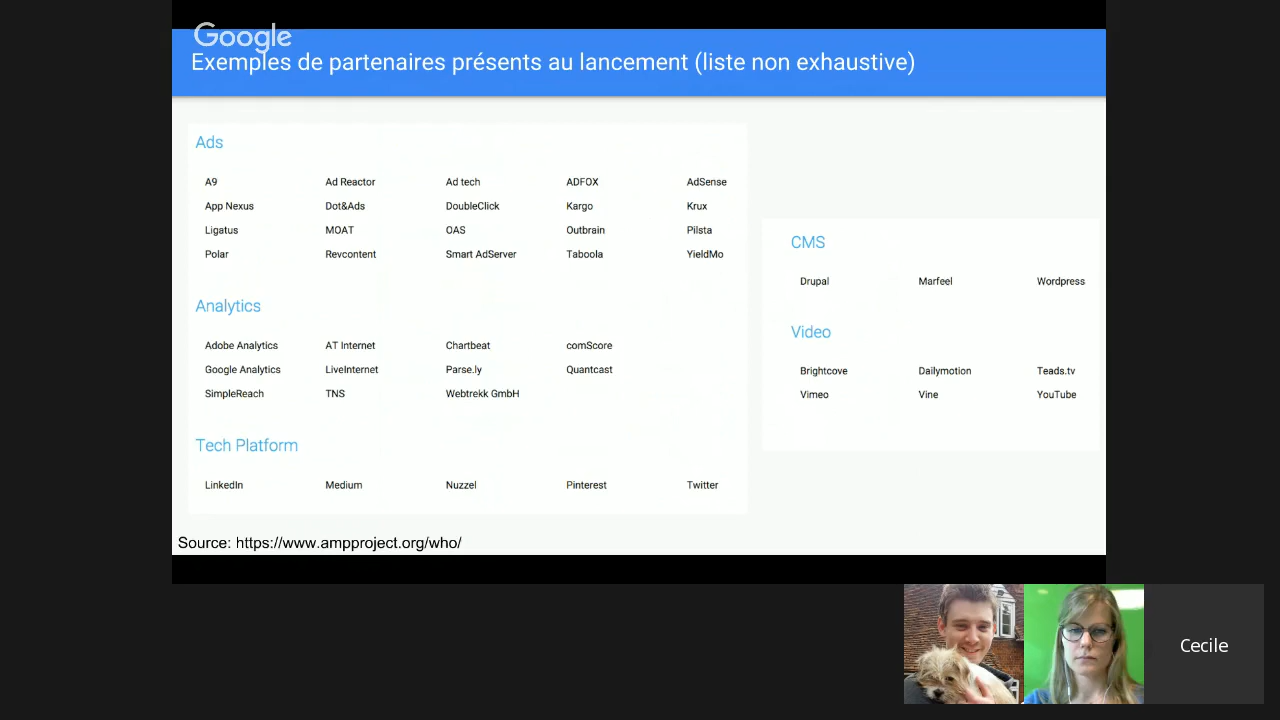 Google
Exemples de partenaires présents au lancement (liste non exhaustive)
Ads
A9 Ad Reactor Ad tech ADFOX AdSense
App Nexus Dot&Ads DoubleClick Kargo Krux
Ligatus MOAT OAS Outbrain Pilsta
Polar Revcontent Smart AdServer Taboola YieldMo
Analytics
Adobe Analytics AT Internet Chartbeat comScore
Google Analytics LiveInternet Parse.ly Quantcast
SimpleReach TNS Webtrekk GmbH
Tech Platform
LinkedIn Medium Nuzzel Pinterest Twitter
CMS
Drupal Marfeel Wordpress
Video
Brightcove Dailymotion Teads.tv
Vimeo Vine YouTube
Source: https://www.ampproject.org/who/
Cecile